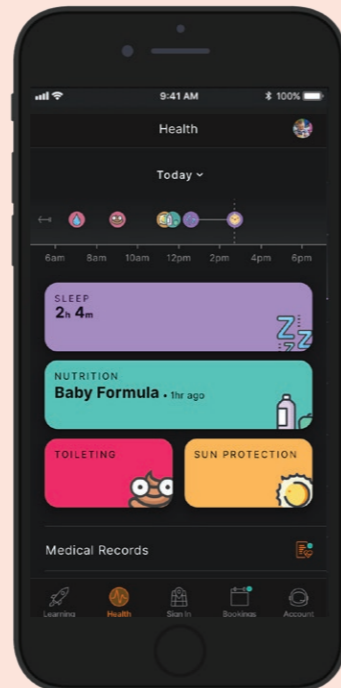 9:41 AM
100%
Health
Today
6am 8am 10am 12pm 2pm 4pm 6pm
SLEEP
2h 4m
NUTRITION
Baby Formula • 1hr ago
TOILETING
SUN PROTECTION
Medical Records
Learning Health Sign In Bookings Account